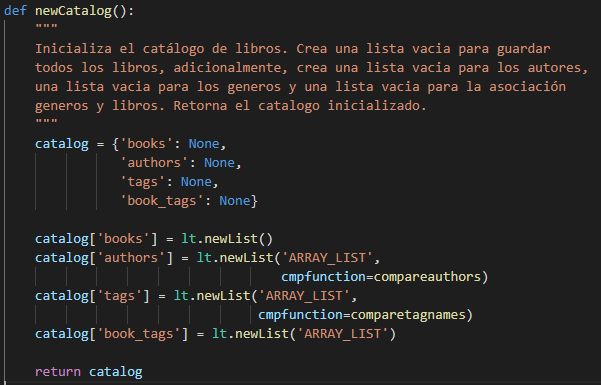 def newCatalog():
    """
    Inicializa el catálogo de libros. Crea una lista vacia para guardar
    todos los libros, adicionalmente, crea una lista vacia para los autores,
    una lista vacia para los generos y una lista vacia para la asociación
    generos y libros. Retorna el catalogo inicializado.
    """
    catalog = {'books': None,
               'authors': None,
               'tags': None,
               'book_tags': None}

    catalog['books'] = lt.newList()
    catalog['authors'] = lt.newList('ARRAY_LIST',
                                    cmpfunction=compareauthors)
    catalog['tags'] = lt.newList('ARRAY_LIST',
                                 cmpfunction=comparetagnames)
    catalog['book_tags'] = lt.newList('ARRAY_LIST')

    return catalog